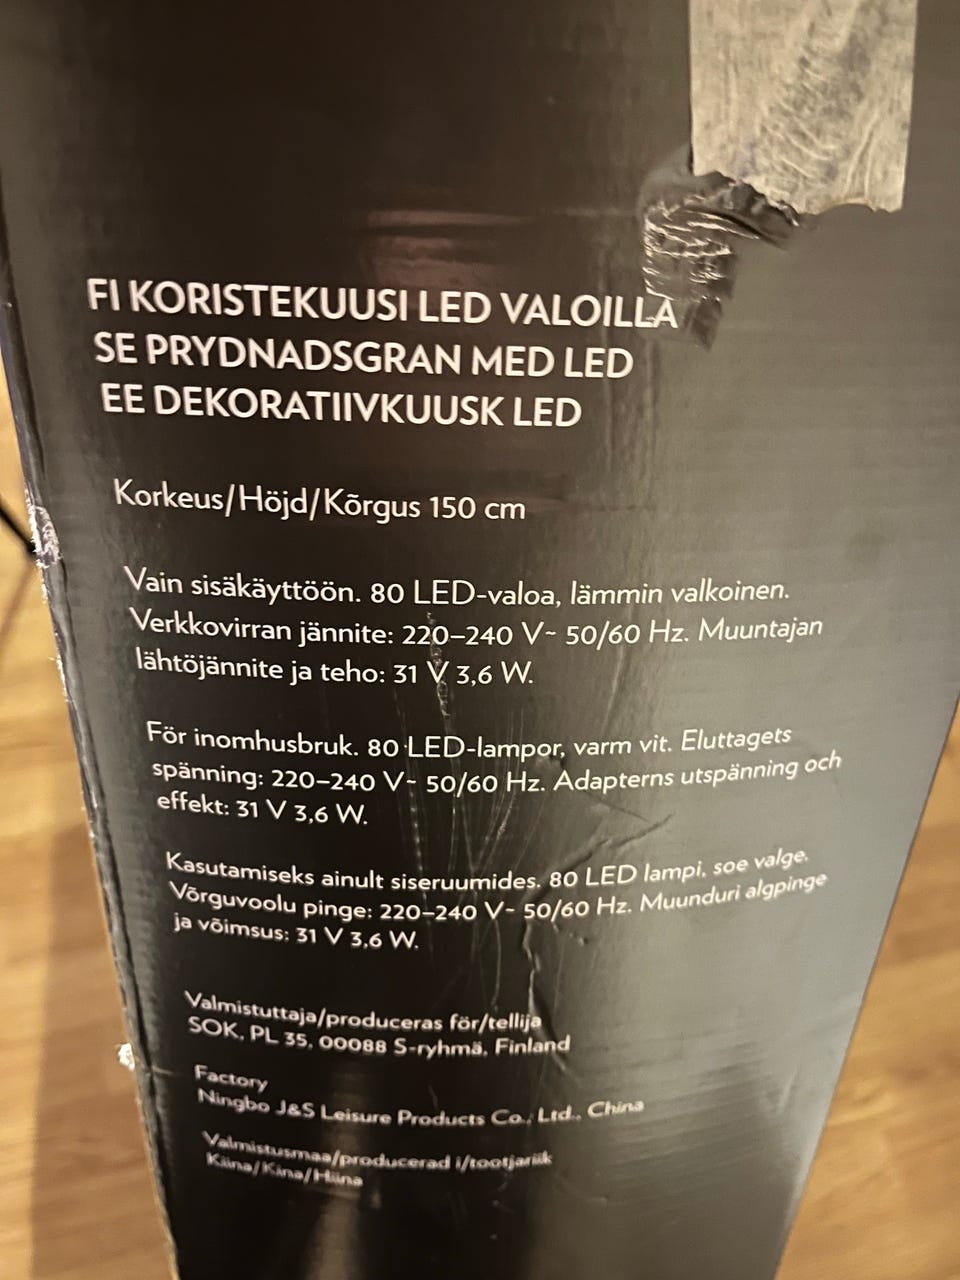 FI KORISTEKUUSI LED VALOILLA
SE PRYDNADSGRAN MED LED
EE DEKORATIIVKUUSK LED
Korkeus/Höjd/Kõrgus 150 cm
Vain sisäkäyttöön. 80 LED-valoa, lämmin valkoinen.
Verkkovirran jännite: 220–240 V~ 50/60 Hz. Muuntajan
lähtöjännite ja teho: 31 V 3,6 W.
För inomhusbruk. 80 LED-lampor, varm vit. Eluttagets
spänning: 220–240 V~ 50/60 Hz. Adapterns utspänning och
effekt: 31 V 3,6 W.
Kasutamiseks ainult siseruumides. 80 LED lampi, soe valge.
Võrguvoolu pinge: 220–240 V~ 50/60 Hz. Muunduri algpinge
ja võimsus: 31 V 3,6 W.
Valmistuttaja/produceras för/tellija
SOK, PL 35, 00088 S-ryhmä, Finland
Factory
Ningbo J&S Leisure Products Co., Ltd., China
Valmistusmaa/producerad i/tootjariik
Kiina/Kina/Hiina